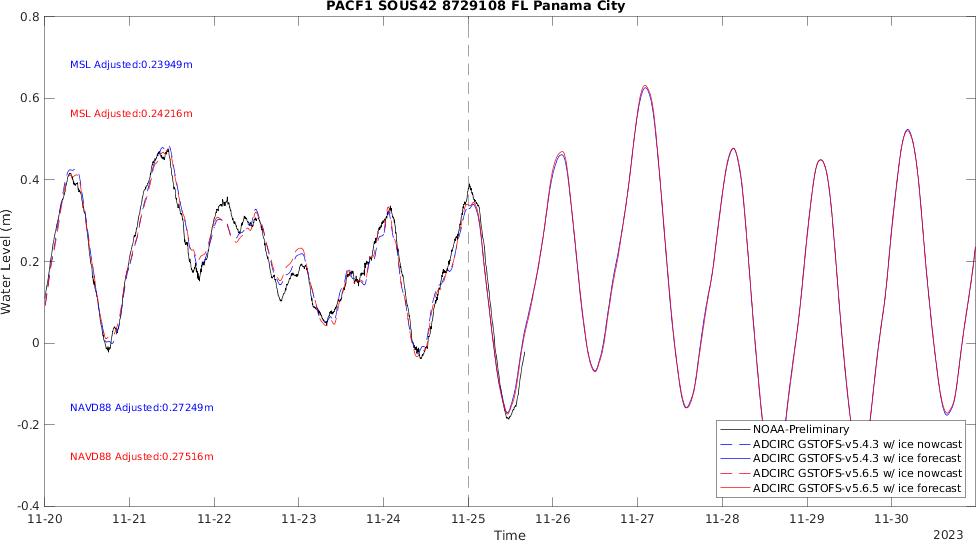 PACF1 SOUS42 8729108 FL Panama City
0.8
0.6
0.4
0.2
0
-0.2
-0.4
Water Level (m)
MSL Adjusted:0.23949m
MSL Adjusted:0.24216m
NAVD88 Adjusted:0.27249m
NAVD88 Adjusted:0.27516m
NOAA-Preliminary
ADCIRC GSTOFS-v5.4.3 w/ ice nowcast
ADCIRC GSTOFS-v5.4.3 w/ ice forecast
ADCIRC GSTOFS-v5.6.5 w/ ice nowcast
ADCIRC GSTOFS-v5.6.5 w/ ice forecast
11-20 11-21 11-22 11-23 11-24 11-25 11-26 11-27 11-28 11-29 11-30
Time
2023